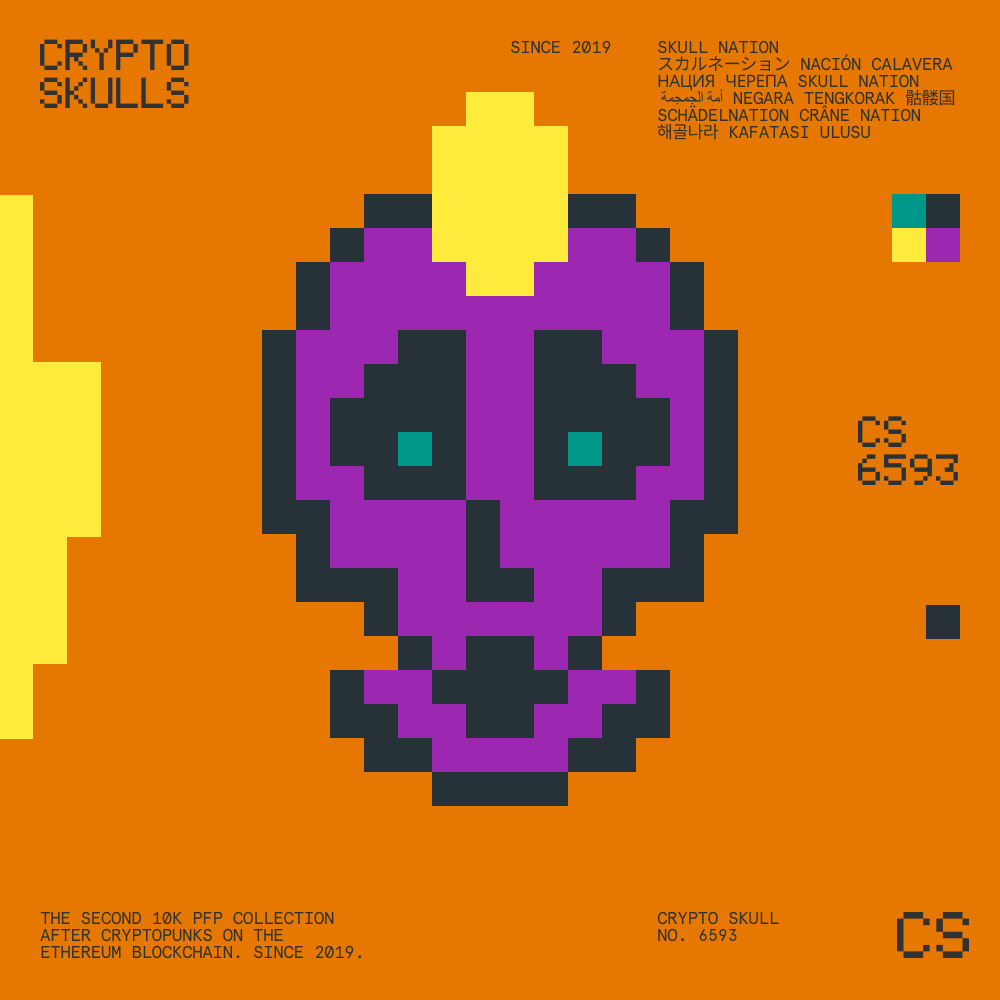 CRYPTO
SKULLS
SINCE 2019
SKULL NATION
スカルネーション NACIÓN CALAVERA
НАЦИЯ ЧЕРЕПА SKULL NATION
أمة الجمجمة NEGARA TENGKORAK 骷髅国
SCHÄDELNATION CRÂNE NATION
해골나라 KAFATASI ULUSU
CS
6593
THE SECOND 10K PFP COLLECTION
AFTER CRYPTOPUNKS ON THE
ETHEREUM BLOCKCHAIN. SINCE 2019.
CRYPTO SKULL
NO. 6593
CS